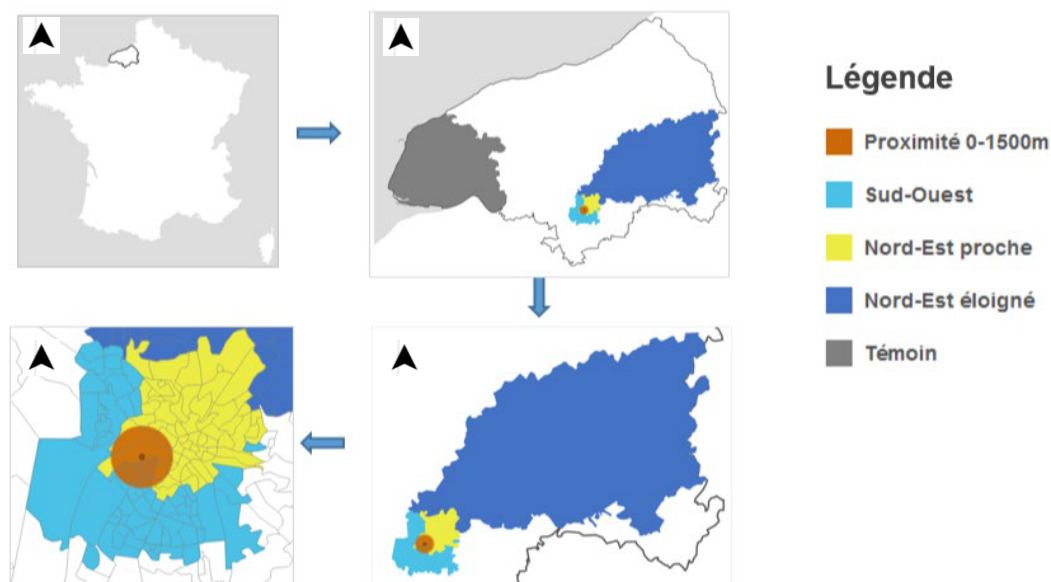 Légende
Proximité 0-1500m
Sud-Ouest
Nord-Est proche
Nord-Est éloigné
Témoin